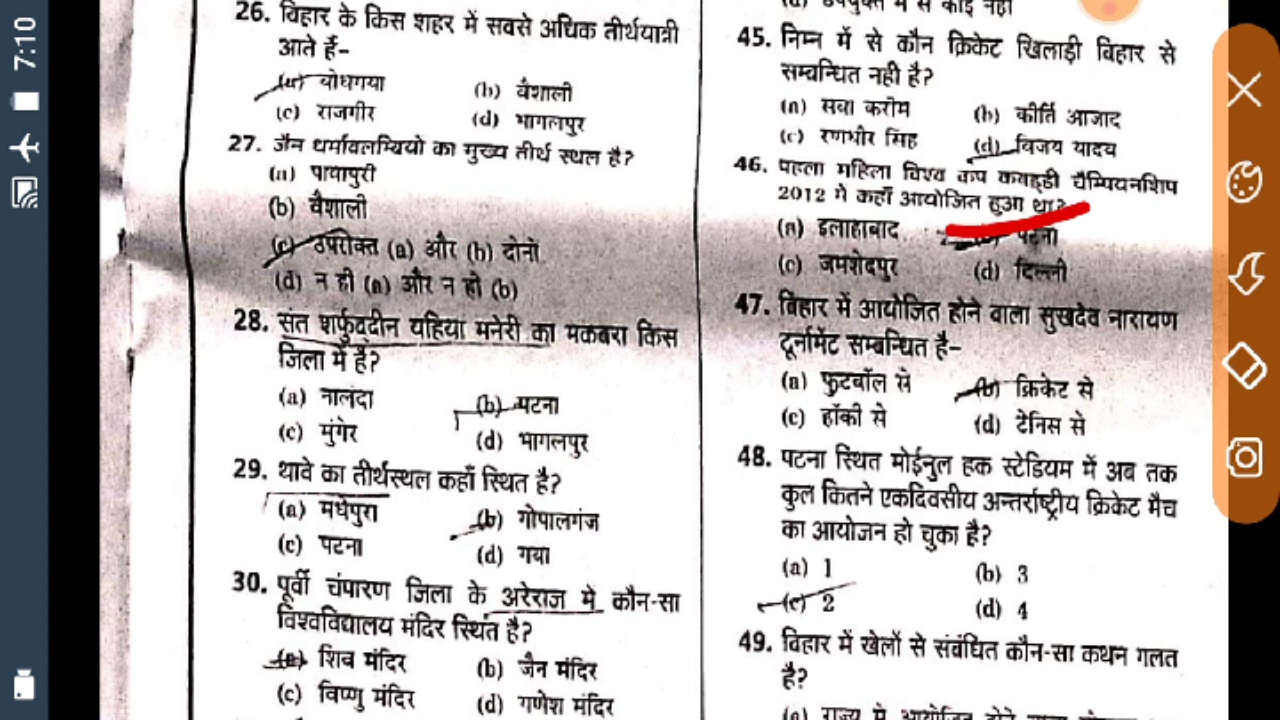 7:10
26. बिहार के किस शहर में सबसे अधिक तीर्थयात्री
आते हैं-
(a) बोधगया (b) वैशाली
(c) राजगीर (d) भागलपुर
27. जैन धर्मावलम्बियों का मुख्य तीर्थ स्थल है?
(a) पावापुरी
(b) वैशाली
(c) उपरोक्त (a) और (b) दोनों
(d) न ही (a) और न ही (b)
28. संत शर्फुद्दीन यहिया मनेरी का मकबरा किस
जिला में है?
(a) नालंदा (b) पटना
(c) मुंगेर (d) भागलपुर
29. थावे का तीर्थस्थल कहाँ स्थित है?
(a) मधेपुरा (b) गोपालगंज
(c) पटना (d) गया
30. पूर्वी चंपारण जिला के अरेराज में कौन-सा
विश्वविद्यालय मंदिर स्थित है?
(a) शिव मंदिर (b) जैन मंदिर
(c) विष्णु मंदिर (d) गणेश मंदिर
(d) उपर्युक्त में से कोई नहीं
45. निम्न में से कौन क्रिकेट खिलाड़ी बिहार से
सम्बन्धित नही है?
(a) सबा करीम (b) कीर्ति आजाद
(c) रणधीर सिंह (d) विजय यादव
46. पहला महिला विश्व कप कबड्डी चैम्पियनशिप
2012 में कहाँ आयोजित हुआ था?
(a) इलाहाबाद (b) पटना
(c) जमशेदपुर (d) दिल्ली
47. बिहार में आयोजित होने वाला सुखदेव नारायण
टूर्नामेंट सम्बन्धित है-
(a) फुटबॉल से (b) क्रिकेट से
(c) हॉकी से (d) टेनिस से
48. पटना स्थित मोईनुल हक स्टेडियम में अब तक
कुल कितने एकदिवसीय अन्तर्राष्ट्रीय क्रिकेट मैच
का आयोजन हो चुका है?
(a) 1 (b) 3
(c) 2 (d) 4
49. बिहार में खेलों से संबंधित कौन-सा कथन गलत
है?
(a) राज्य में आयोजित होने वाला